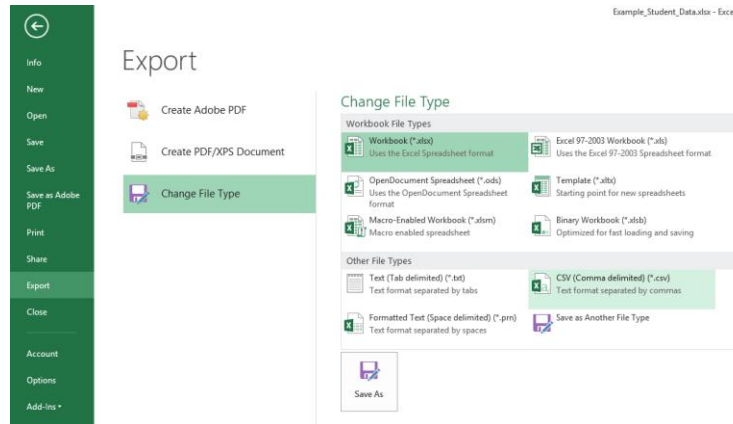 Example_Student_Data.xlsx - Exce
Info
New
Open
Save
Save As
Save as Adobe
PDF
Print
Share
Export
Close
Account
Options
Add-Ins
Export
Create Adobe PDF
Create PDF/XPS Document
Change File Type
Change File Type
Workbook File Types
Workbook (*.xlsx)
Uses the Excel Spreadsheet format
Excel 97-2003 Workbook (*.xls)
Uses the Excel 97-2003 Spreadsheet format
OpenDocument Spreadsheet (*.ods)
Uses the OpenDocument Spreadsheet
format
Template (*.xltx)
Starting point for new spreadsheets
Macro-Enabled Workbook (*.xlsm)
Macro enabled spreadsheet
Binary Workbook (*.xlsb)
Optimized for fast loading and saving
Other File Types
Text (Tab delimited) (*.txt)
Text format separated by tabs
CSV (Comma delimited) (*.csv)
Text format separated by commas
Formatted Text (Space delimited) (*.prn)
Text format separated by spaces
Save as Another File Type
Save As